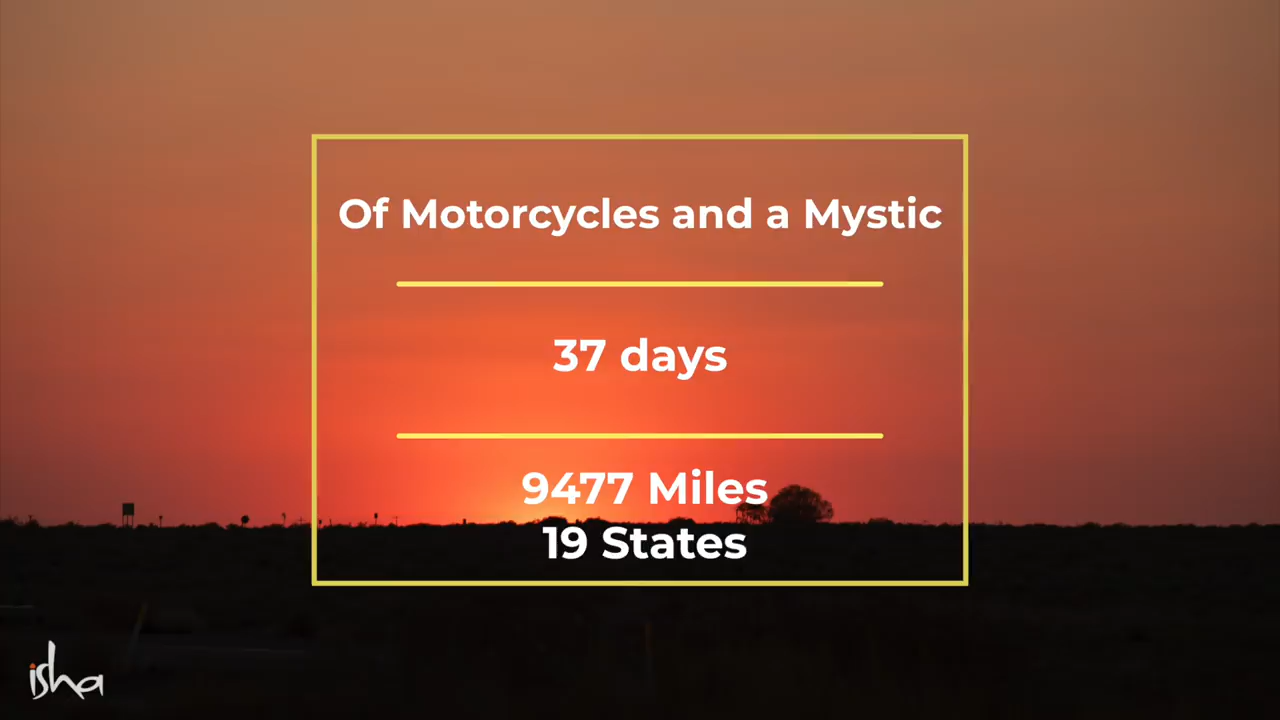 Of Motorcycles and a Mystic
37 days
9477 Miles
19 States
isha